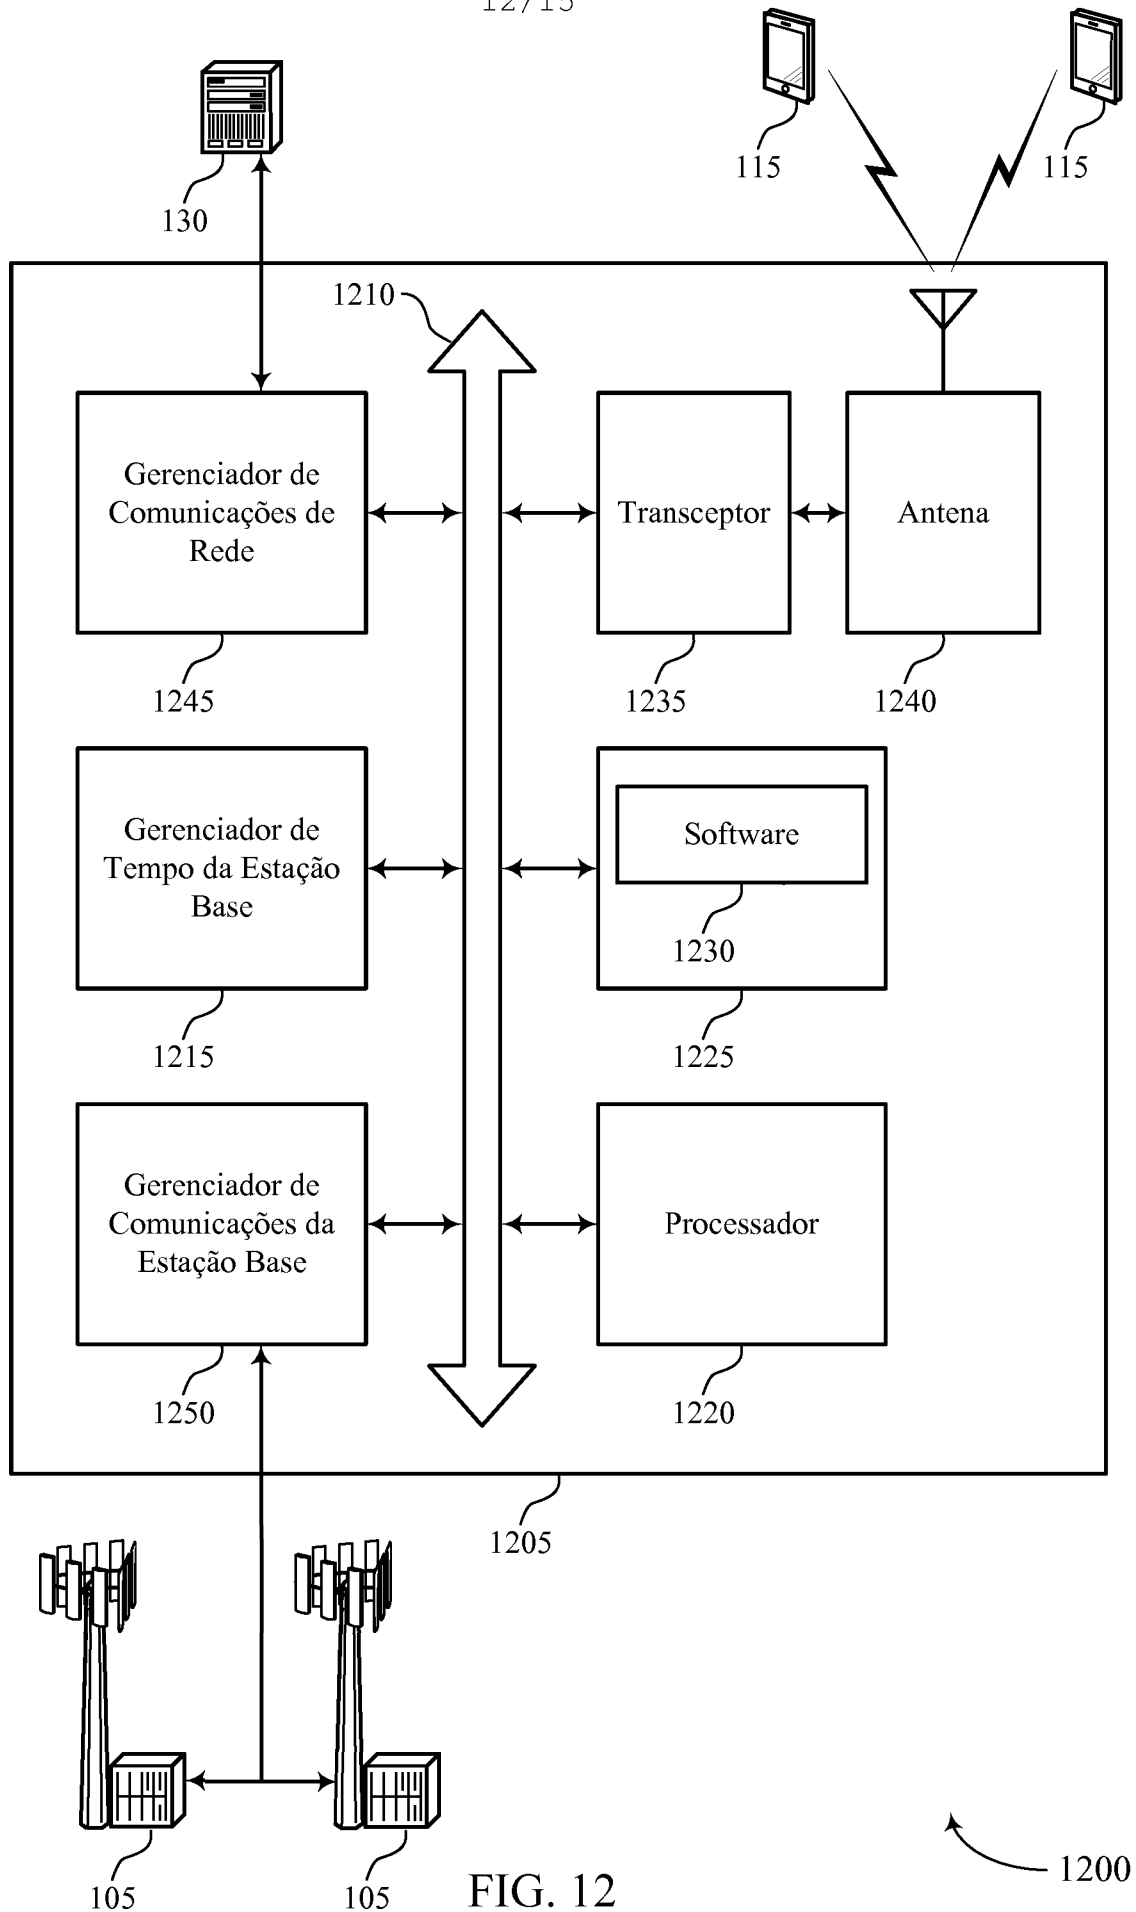 12/15
115
115
130
1210
Gerenciador de
Comunicações de
Rede
Transceptor
Antena
1245
1235
1240
Gerenciador de
Tempo da Estação
Base
Software
1230
1215
1225
Gerenciador de
Comunicações da
Estação Base
Processador
1250
1220
1205
105
105
FIG. 12
1200